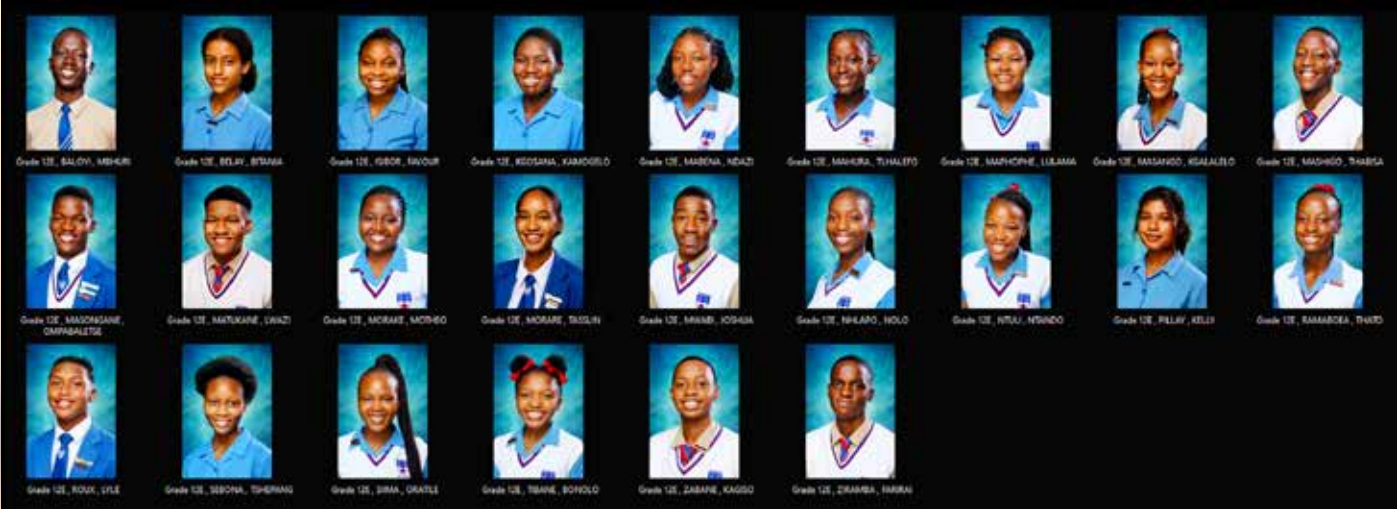 Grade 12E , BALOYI , MBHURI
Grade 12E , BELAY , BITANIA
Grade 12E , IGIBOR , FAVOUR
Grade 12E , KGOSANA , KAMOGELO
Grade 12E , MABENA , NDAZI
Grade 12E , MAHURA , TLHALEFO
Grade 12E , MAPHOPHE , LULAMA
Grade 12E , MASANGO , KGALALELO
Grade 12E , MASHIGO , THABISA
Grade 12E , MASONGANE ,
OMPABALETSE
Grade 12E , MATUKANE , LWAZI
Grade 12E , MORAKE , MOTHEO
Grade 12E , MORARE , TASSLIN
Grade 12E , MWABI , JOSHUA
Grade 12E , NHLAPO , NOLO
Grade 12E , NTULI , NTANDO
Grade 12E , PILLAY , KELLY
Grade 12E , RAMABOEA , THATO
Grade 12E , ROUX , LYLE
Grade 12E , SEBONA , TSHEPANG
Grade 12E , SIIMA , ORATILE
Grade 12E , TIBANE , BONOLO
Grade 12E , ZABANE , KAGISO
Grade 12E , ZIRAMBA , FARIRAI